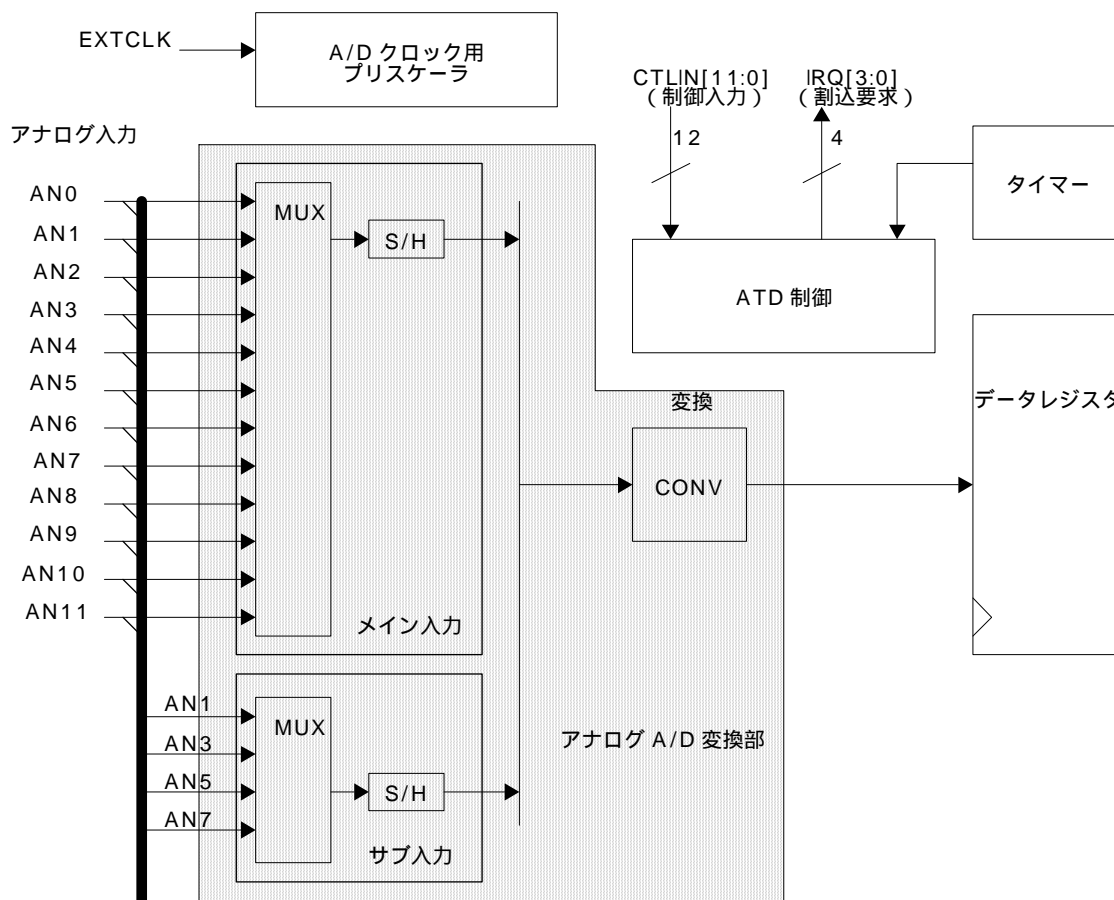 EXTCLK
A/D クロック用
プリスケーラ
CTLIN[11:0]
（制御入力）
IRQ[3:0]
（割込要求）
12
4
タイマー
アナログ入力
AN0
AN1
AN2
AN3
AN4
AN5
AN6
AN7
AN8
AN9
AN10
AN11
MUX
S/H
メイン入力
ATD 制御
変換
CONV
データレジスタ
AN1
AN3
AN5
AN7
MUX
S/H
サブ入力
アナログ A/D 変換部